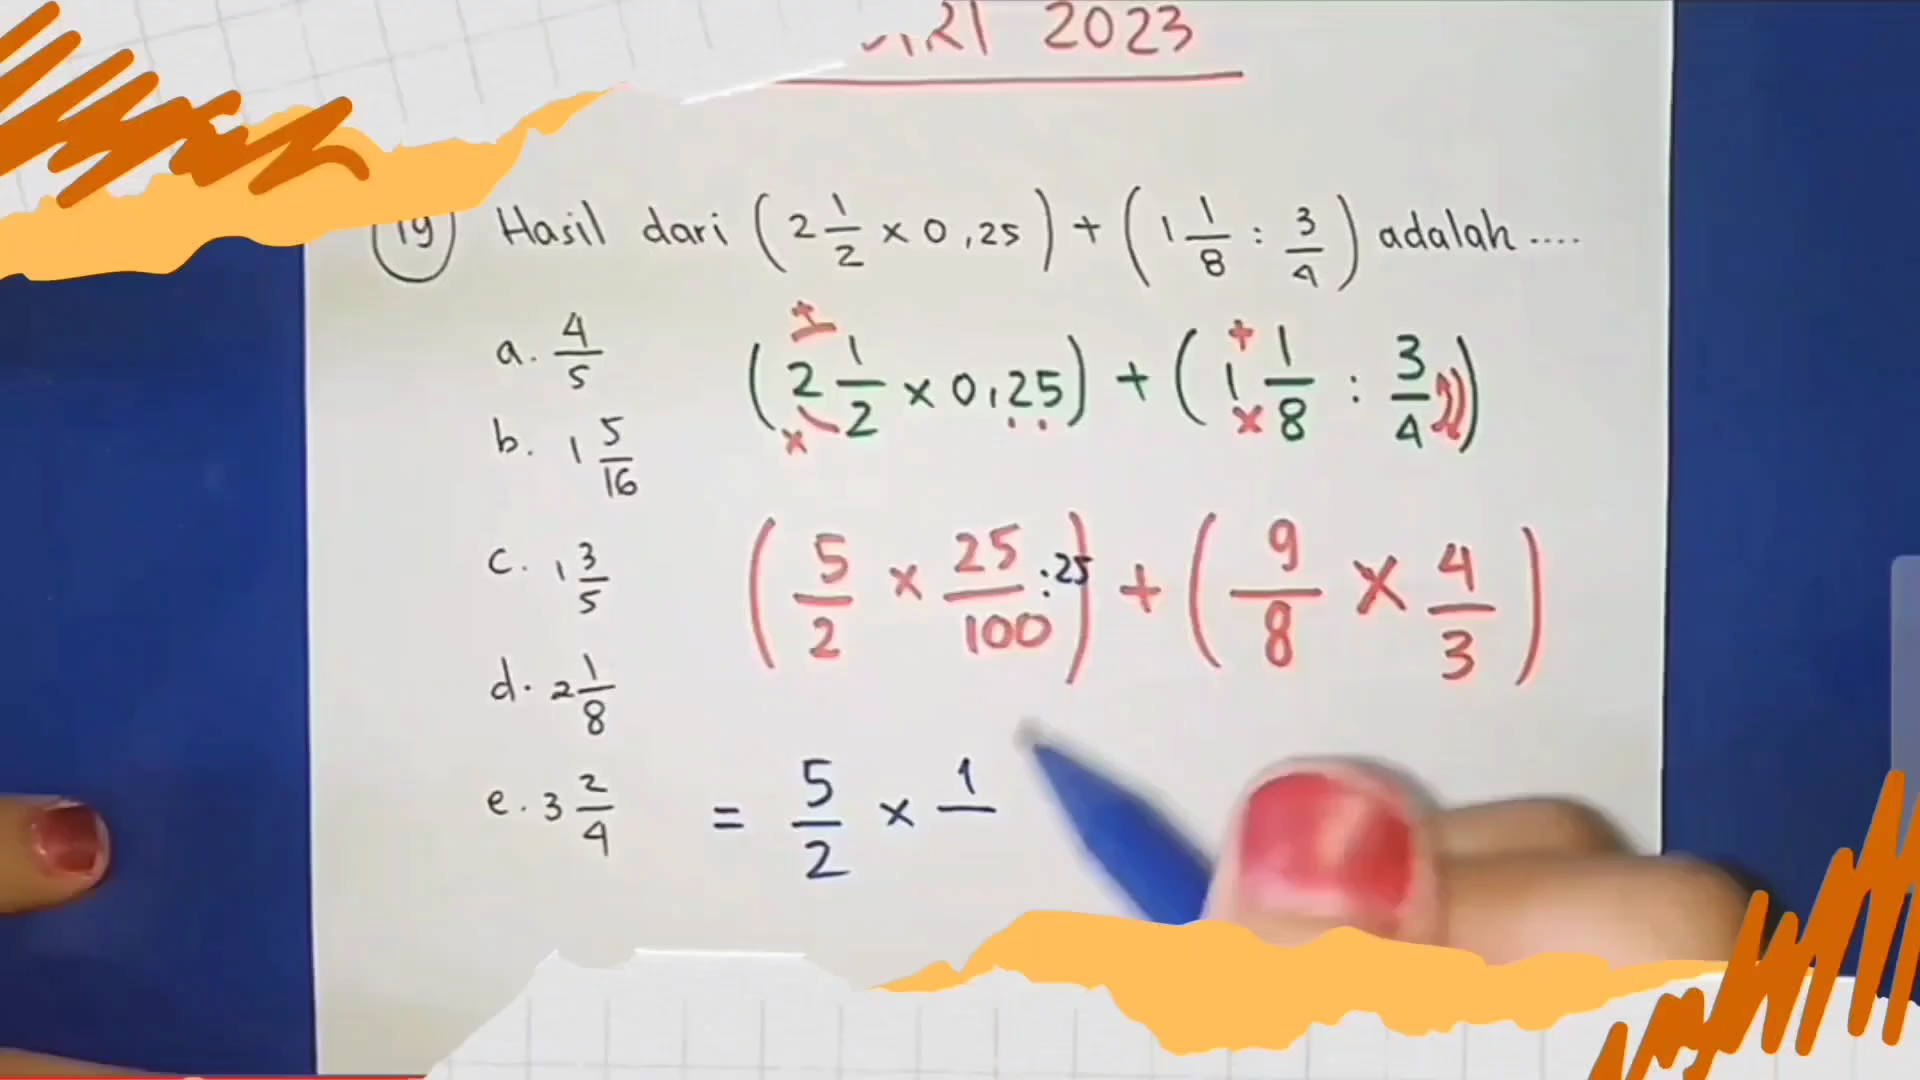 2023
19 Hasil dari (2 1/2 × 0,25) + (1 1/8 : 3/4) adalah ....
a. 4/5
(2 1/2 × 0,25) + (1 1/8 : 3/4)
b. 1 5/16
c. 1 3/5
(5/2 × 25/100 :25) + (9/8 × 4/3)
d. 2 1/8
e. 3 2/4
= 5/2 × 1/